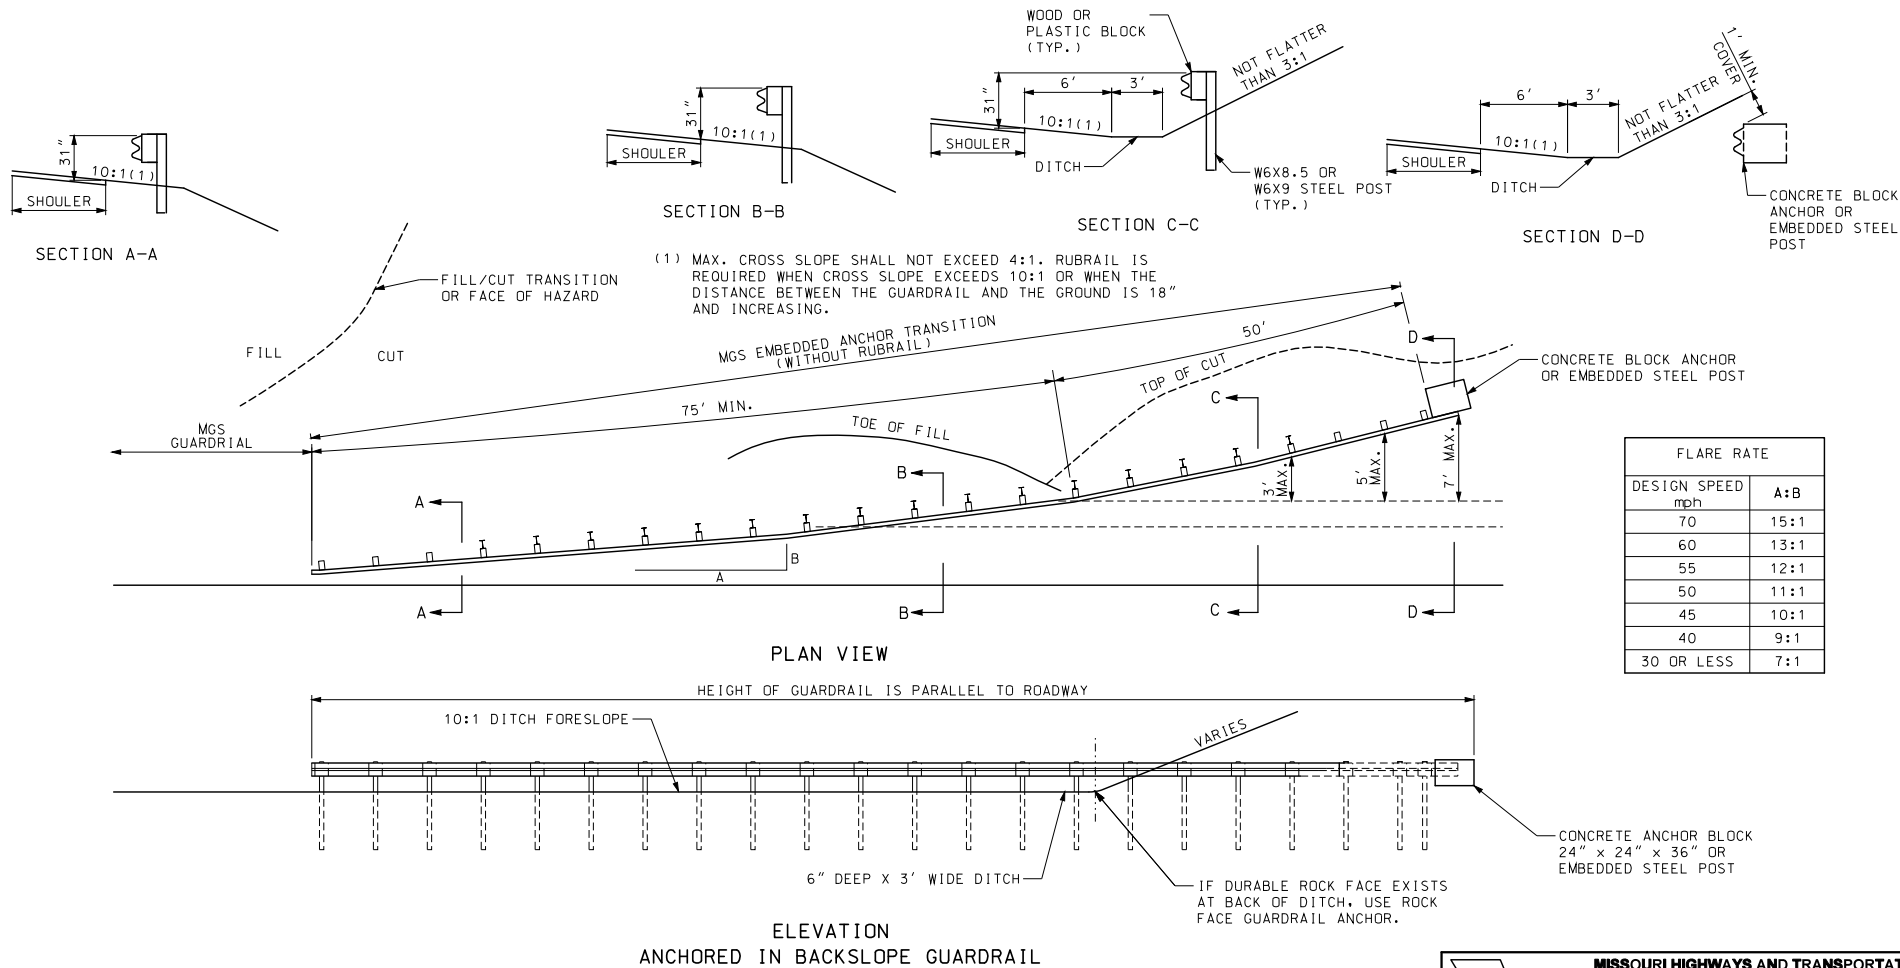 31"
10:1(1)
SHOULER
SECTION A-A
31"
10:1(1)
SHOULER
SECTION B-B
WOOD OR
PLASTIC BLOCK
(TYP.)
31"
6'
3'
NOT FLATTER
THAN 3:1
10:1(1)
SHOULER
DITCH
W6X8.5 OR
W6X9 STEEL POST
(TYP.)
SECTION C-C
6'
3'
NOT FLATTER
THAN 3:1
1' MIN.
COVER
10:1(1)
SHOULER
DITCH
CONCRETE BLOCK
ANCHOR OR
EMBEDDED STEEL
POST
SECTION D-D
(1) MAX. CROSS SLOPE SHALL NOT EXCEED 4:1. RUBRAIL IS
REQUIRED WHEN CROSS SLOPE EXCEEDS 10:1 OR WHEN THE
DISTANCE BETWEEN THE GUARDRAIL AND THE GROUND IS 18"
AND INCREASING.
FILL/CUT TRANSITION
OR FACE OF HAZARD
FILL
CUT
MGS
GUARDRIAL
MGS EMBEDDED ANCHOR TRANSITION
(WITHOUT RUBRAIL)
75' MIN.
50'
TOE OF FILL
TOP OF CUT
CONCRETE BLOCK ANCHOR
OR EMBEDDED STEEL POST
A
B
C
D
3'
MAX.
5'
MAX.
7' MAX.
B
A
A
B
C
D
PLAN VIEW
FLARE RATE
DESIGN SPEED
mph
A:B
70 15:1
60 13:1
55 12:1
50 11:1
45 10:1
40 9:1
30 OR LESS 7:1
HEIGHT OF GUARDRAIL IS PARALLEL TO ROADWAY
10:1 DITCH FORESLOPE
VARIES
6" DEEP X 3' WIDE DITCH
IF DURABLE ROCK FACE EXISTS
AT BACK OF DITCH, USE ROCK
FACE GUARDRAIL ANCHOR.
CONCRETE ANCHOR BLOCK
24" x 24" x 36" OR
EMBEDDED STEEL POST
ELEVATION
ANCHORED IN BACKSLOPE GUARDRAIL
MISSOURI HIGHWAYS AND TRANSPORTAT